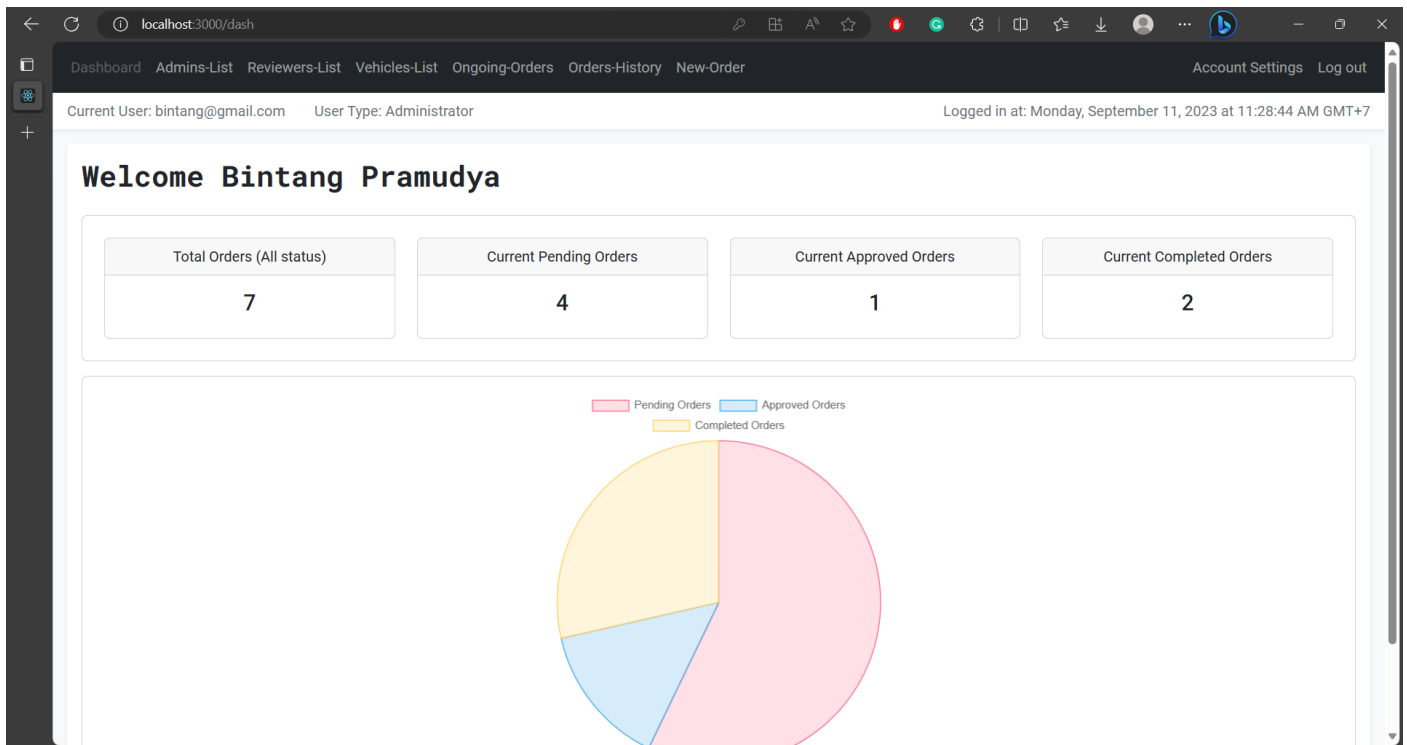 localhost:3000/dash
Dashboard Admins-List Reviewers-List Vehicles-List Ongoing-Orders Orders-History New-Order Account Settings Log out
Current User: bintang@gmail.com User Type: Administrator Logged in at: Monday, September 11, 2023 at 11:28:44 AM GMT+7
Welcome Bintang Pramudya
Total Orders (All status) Current Pending Orders Current Approved Orders Current Completed Orders
7 4 1 2
Pending Orders Approved Orders
Completed Orders